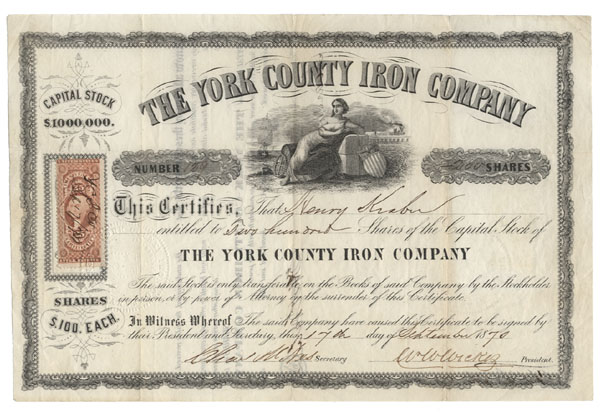 THE YORK COUNTY IRON COMPANY
CAPITAL STOCK
$1000,000.
NUMBER
SHARES
This Certifies, That Henry Kraber
entitled to Two hundred Shares of the Capital Stock of
THE YORK COUNTY IRON COMPANY
The said Stock is only transferable on the Books of said Company by the Stockholder
in person, or by power of Attorney by the surrender of this Certificate.
SHARES
$100, EACH.
In Witness Whereof The said Company have caused this Certificate to be signed by
their President and Secretary, this 17th day of September 1870
Secretary
President.